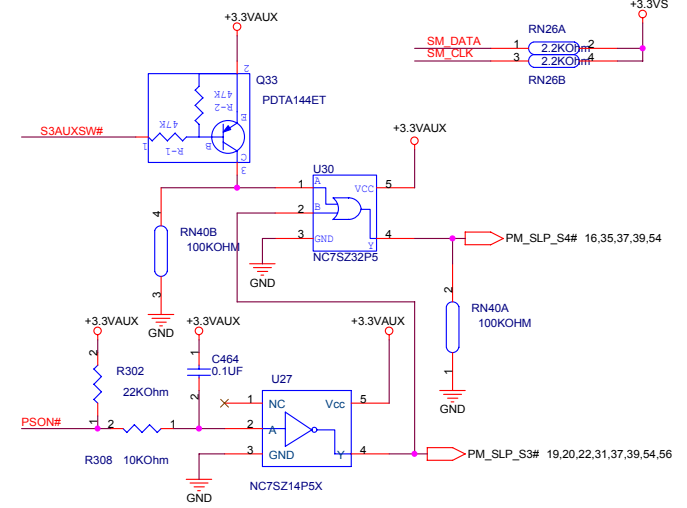 +3.3VAUX
+3.3VS
RN26A
SM_DATA 1 2.2KOhm 2
SM_CLK 3 2.2KOhm 4
RN26B
2
Q33
PDTA144ET
47K
R-2
E
S3AUXSW# 1 47K R-1 B
C
3
+3.3VAUX
U30
1 A VCC 5
2 B
3 GND Y 4
NC7SZ32P5
PM_SLP_S4# 16,35,37,39,54
4
RN40B
100KOHM
3
GND
GND
2
RN40A
100KOHM
1
GND
+3.3VAUX
+3.3VAUX
+3.3VAUX
2
R302
22KOhm
1
1
C464
0.1UF
2
U27
1 NC Vcc 5
PSON# 2 1 2 A
3 GND Y 4
R308 10KOhm
GND
NC7SZ14P5X
PM_SLP_S3# 19,20,22,31,37,39,54,56